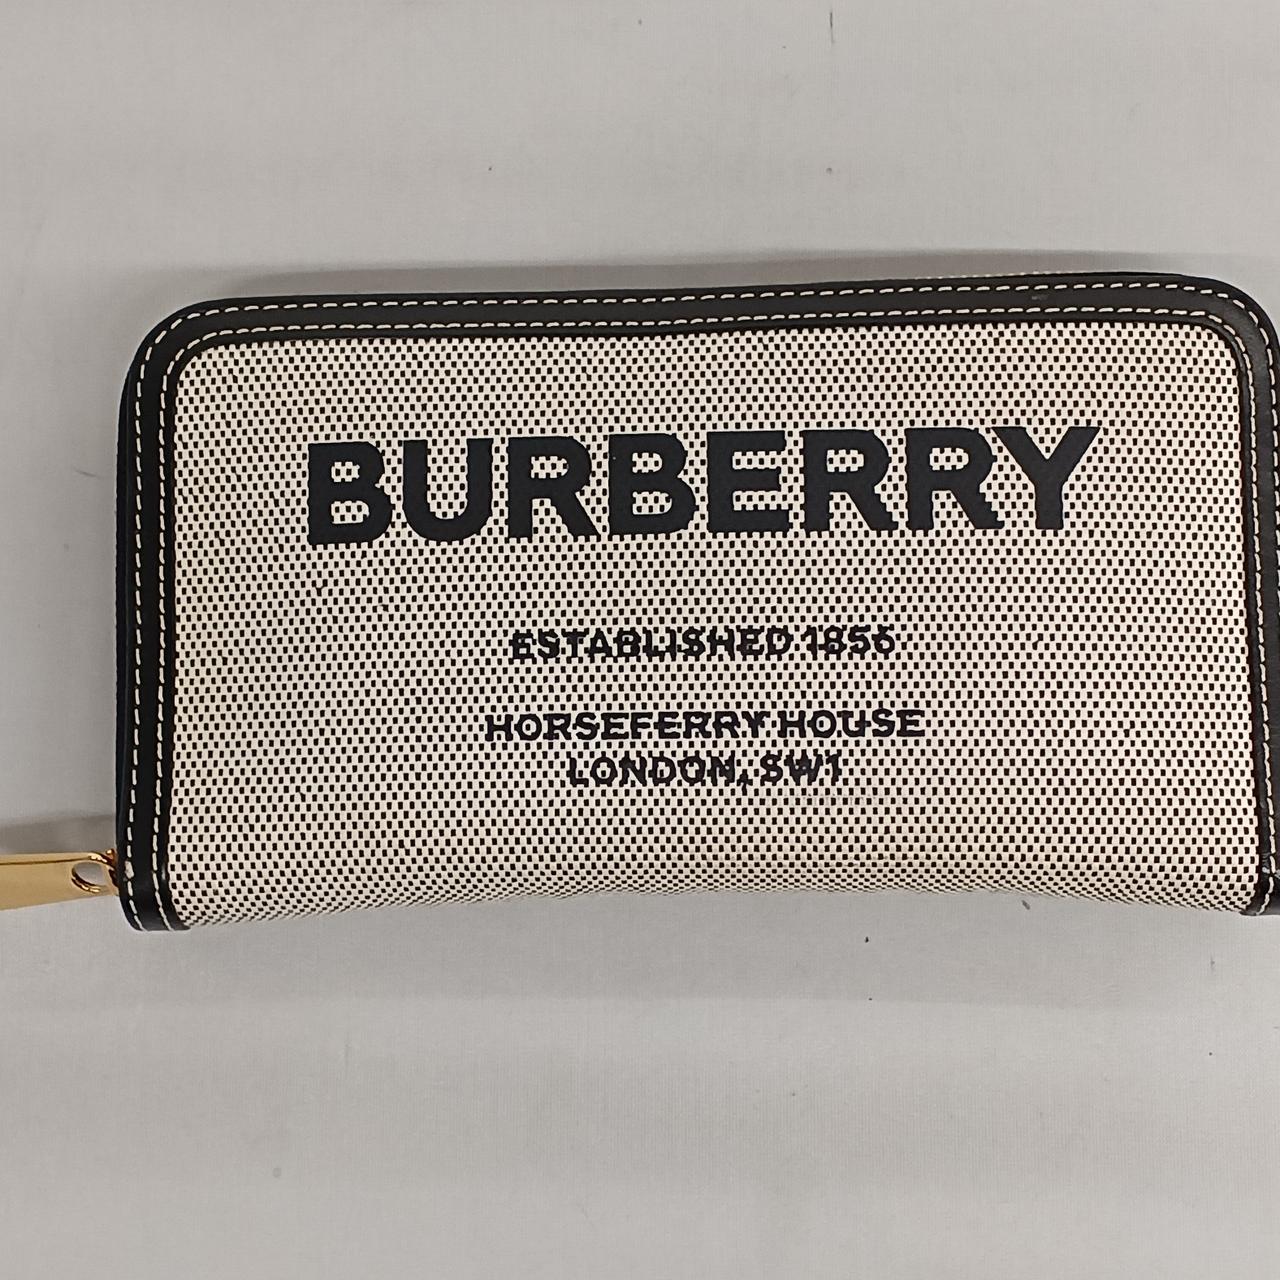 BURBERRY
ESTABLISHED 1856
HORSEFERRY HOUSE
LONDON, SW1